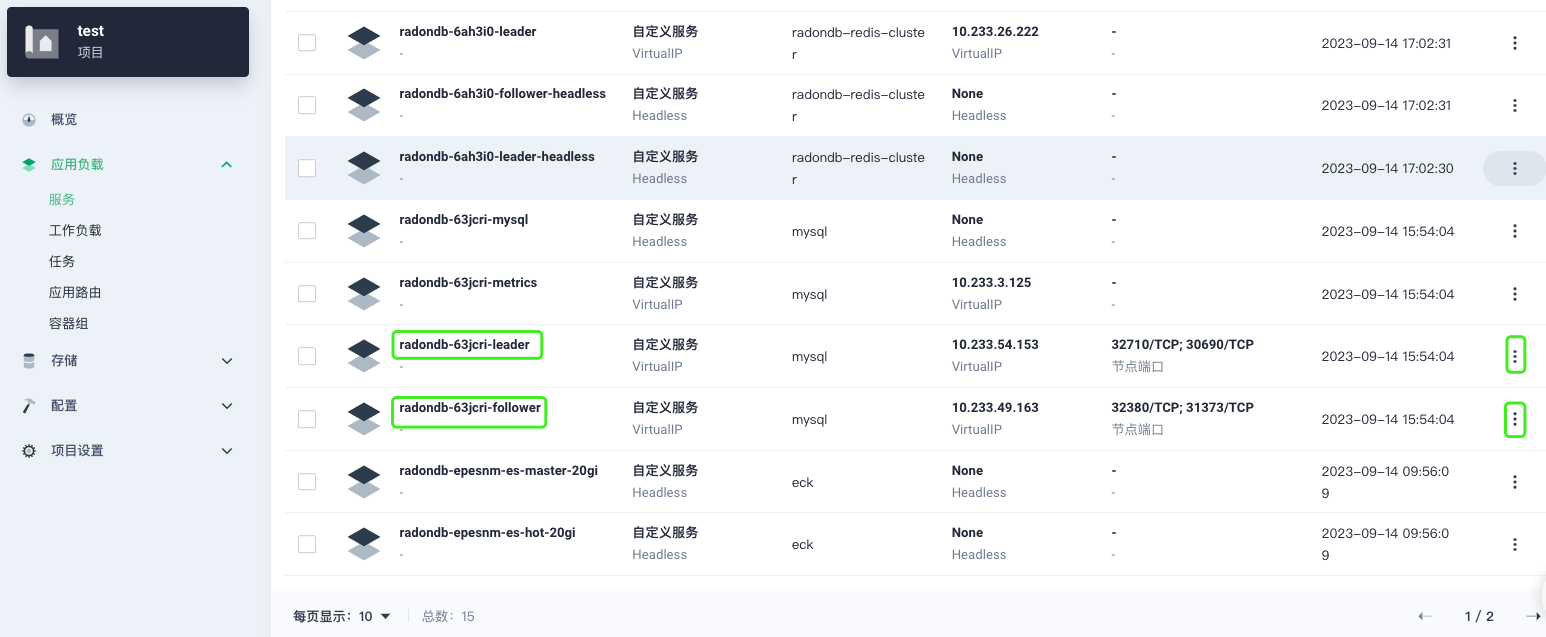 test
项目
概览
应用负载
服务
工作负载
任务
应用路由
容器组
存储
配置
项目设置
radondb-6ah3i0-leader
-
自定义服务
VirtualIP
radondb-redis-cluste
r
10.233.26.222
VirtualIP
-
-
2023-09-14 17:02:31
radondb-6ah3i0-follower-headless
-
自定义服务
Headless
radondb-redis-cluste
r
None
Headless
-
-
2023-09-14 17:02:31
radondb-6ah3i0-leader-headless
-
自定义服务
Headless
radondb-redis-cluste
r
None
Headless
-
-
2023-09-14 17:02:30
radondb-63jcri-mysql
-
自定义服务
Headless
mysql
None
Headless
-
-
2023-09-14 15:54:04
radondb-63jcri-metrics
-
自定义服务
VirtualIP
mysql
10.233.3.125
VirtualIP
-
-
2023-09-14 15:54:04
radondb-63jcri-leader
-
自定义服务
VirtualIP
mysql
10.233.54.153
VirtualIP
32710/TCP; 30690/TCP
节点端口
2023-09-14 15:54:04
radondb-63jcri-follower
-
自定义服务
VirtualIP
mysql
10.233.49.163
VirtualIP
32380/TCP; 31373/TCP
节点端口
2023-09-14 15:54:04
radondb-epesnm-es-master-20gi
-
自定义服务
Headless
eck
None
Headless
-
-
2023-09-14 09:56:0
9
radondb-epesnm-es-hot-20gi
-
自定义服务
Headless
eck
None
Headless
-
-
2023-09-14 09:56:0
9
每页显示: 10
总数: 15
1 / 2